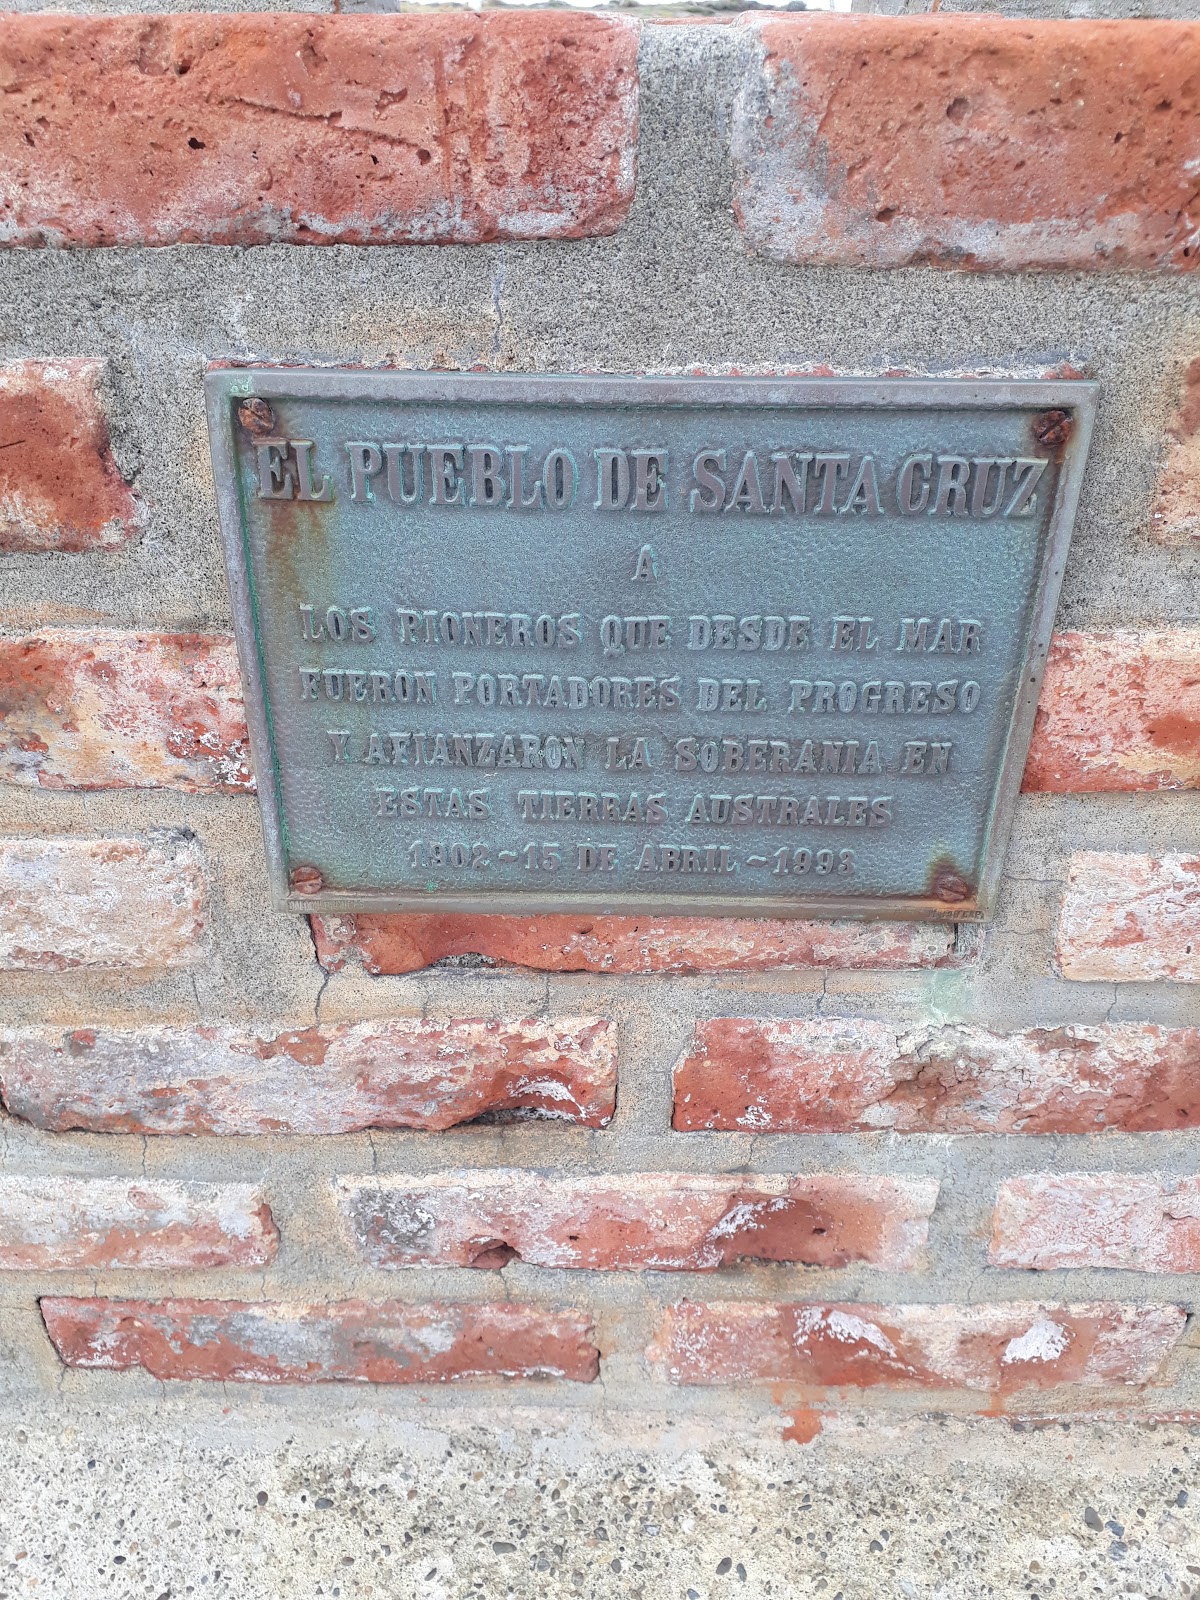 EL PUEBLO DE SANTA CRUZ
A
LOS PIONEROS QUE DESDE EL MAR
FUERON PORTADORES DEL PROGRESO
Y AFIANZARON LA SOBERANIA EN
ESTAS TIERRAS AUSTRALES
1902 ~ 15 DE ABRIL ~ 1993